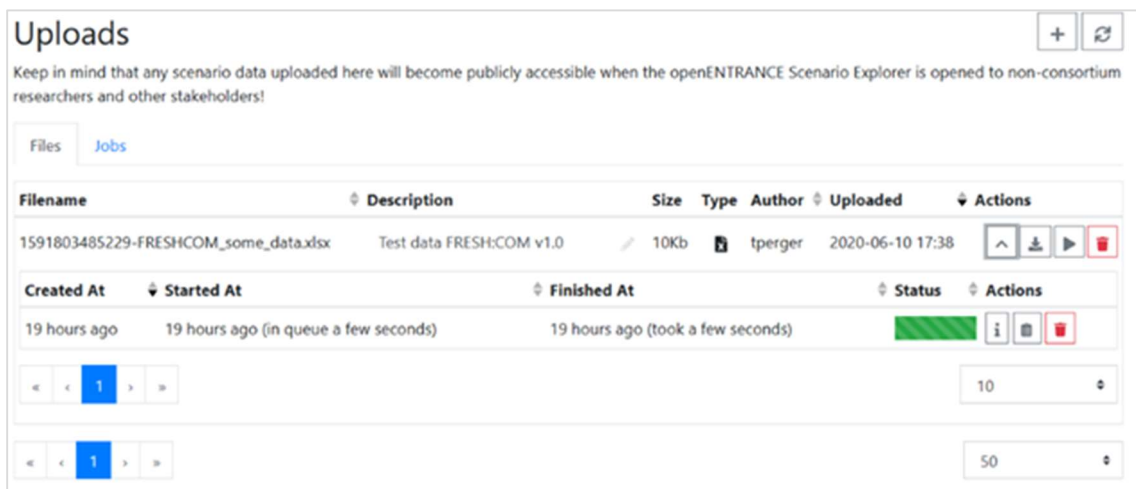 Uploads
Keep in mind that any scenario data uploaded here will become publicly accessible when the openENTRANCE Scenario Explorer is opened to non-consortium
researchers and other stakeholders!
Files Jobs
Filename Description Size Type Author Uploaded Actions
1591803485229-FRESHCOM_some_data.xlsx Test data FRESH:COM v1.0 10Kb tperger 2020-06-10 17:38
Created At Started At Finished At Status Actions
19 hours ago 19 hours ago (in queue a few seconds) 19 hours ago (took a few seconds)
« ‹ 1 › » 10
« ‹ 1 › » 50